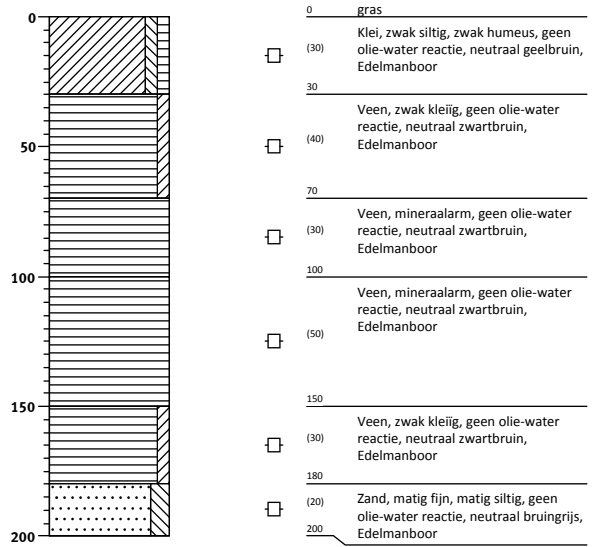 0
0 gras
(30) Klei, zwak siltig, zwak humeus, geen
olie-water reactie, neutraal geelbruin,
Edelmanboor
30
Veen, zwak kleiïg, geen olie-water
50 (40) reactie, neutraal zwartbruin,
Edelmanboor
70
Veen, mineraalarm, geen olie-water
(30) reactie, neutraal zwartbruin,
Edelmanboor
100 100
Veen, mineraalarm, geen olie-water
reactie, neutraal zwartbruin,
(50) Edelmanboor
150 150
Veen, zwak kleiïg, geen olie-water
(30) reactie, neutraal zwartbruin,
Edelmanboor
180
(20) Zand, matig fijn, matig siltig, geen
olie-water reactie, neutraal bruingrijs,
200 200 Edelmanboor